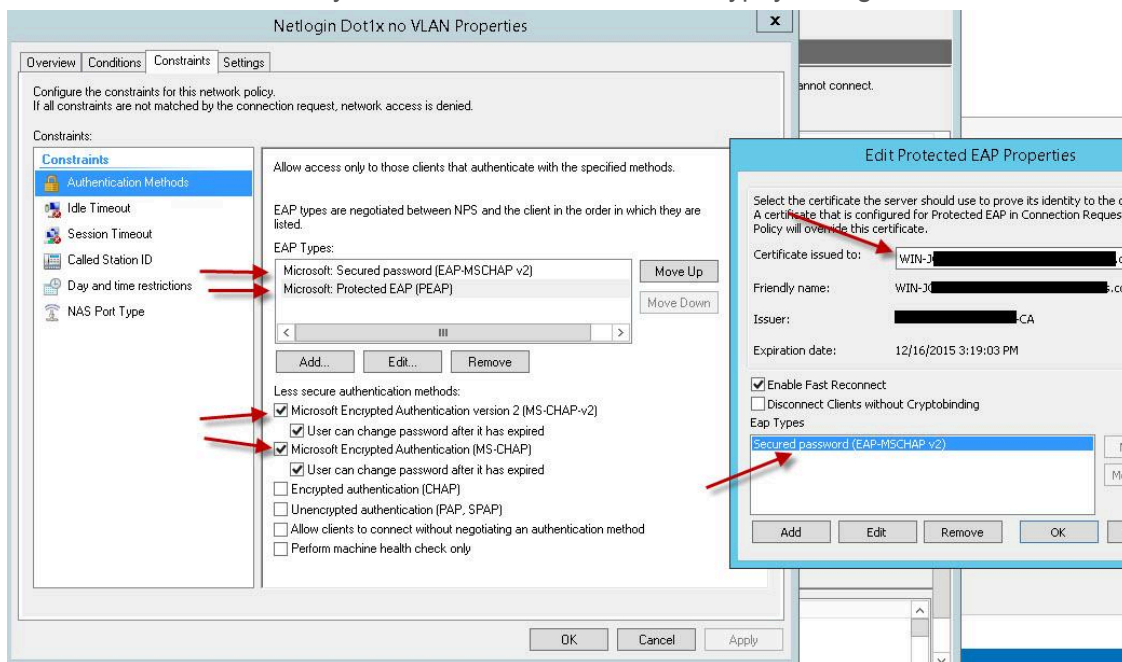 Netlogin Dot1x no VLAN Properties
x
Overview Conditions Constraints Settings
Configure the constraints for this network policy.
If all constraints are not matched by the connection request, network access is denied.
Constraints:
Constraints
Authentication Methods
Idle Timeout
Session Timeout
Called Station ID
Day and time restrictions
NAS Port Type
Allow access only to those clients that authenticate with the specified methods.
EAP types are negotiated between NPS and the client in the order in which they are
listed.
EAP Types:
Microsoft: Secured password (EAP-MSCHAP v2)
Microsoft: Protected EAP (PEAP)
Move Up
Move Down
Add... Edit... Remove
Less secure authentication methods:
Microsoft Encrypted Authentication version 2 (MS-CHAP-v2)
User can change password after it has expired
Microsoft Encrypted Authentication (MS-CHAP)
User can change password after it has expired
Encrypted authentication (CHAP)
Unencrypted authentication (PAP, SPAP)
Allow clients to connect without negotiating an authentication method
Perform machine health check only
OK Cancel Apply
annot connect.
Edit Protected EAP Properties
Select the certificate the server should use to prove its identity to the c
A certificate that is configured for Protected EAP in Connection Reques
Policy will override this certificate.
Certificate issued to: WIN-J
Friendly name: WIN-J s.co
Issuer: -CA
Expiration date: 12/16/2015 3:19:03 PM
Enable Fast Reconnect
Disconnect Clients without Cryptobinding
Eap Types
Secured password (EAP-MSCHAP v2)
M
Mo
Add Edit Remove OK